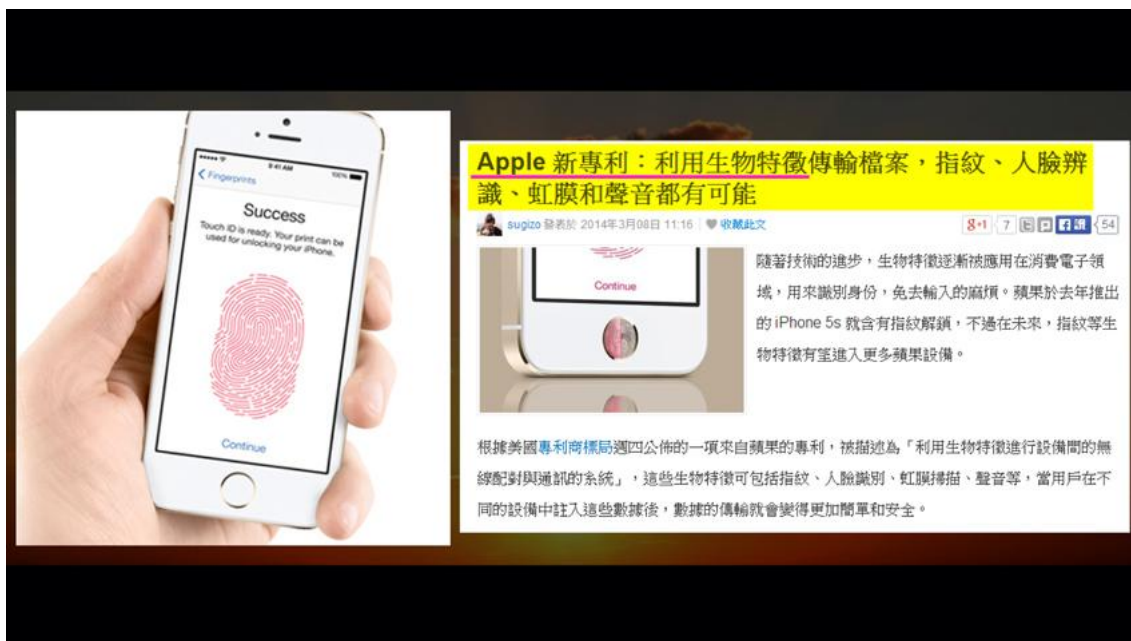 9:41 AM
100%
Fingerprints
Success
Touch ID is ready. Your print can be
used for unlocking your iPhone.
Continue
Apple 新專利：利用生物特徵傳輸檔案，指紋、人臉辨
識、虹膜和聲音都有可能
sugizo 發表於 2014年3月08日 11:16 收藏此文
g+1 7 讚 54
Continue
隨著技術的進步，生物特徵逐漸被應用在消費電子領
域，用來識別身份，免去輸入的麻煩。蘋果於去年推出
的 iPhone 5s 就含有指紋解鎖，不過在未來，指紋等生
物特徵有望進入更多蘋果設備。
根據美國專利商標局週四公佈的一項來自蘋果的專利，被描述為「利用生物特徵進行設備間的無
線配對與通訊的系統」，這些生物特徵可包括指紋、人臉識別、虹膜掃描、聲音等，當用戶在不
同的設備中註入這些數據後，數據的傳輸就會變得更加簡單和安全。